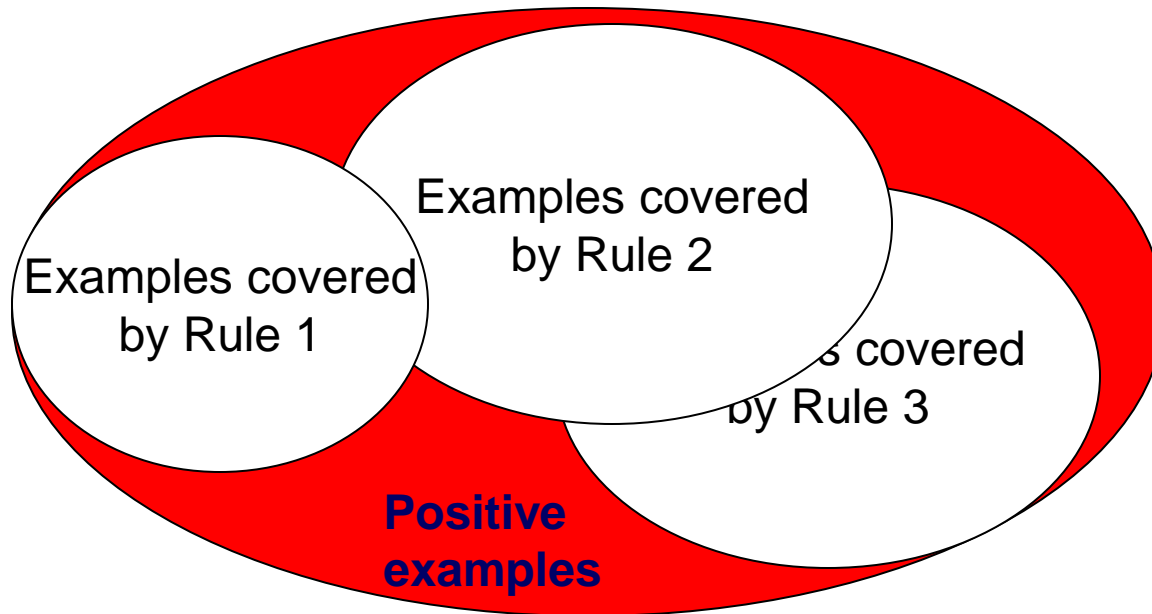 Examples covered
by Rule 2
Examples covered
by Rule 1
covered
by Rule 3
Positive
examples